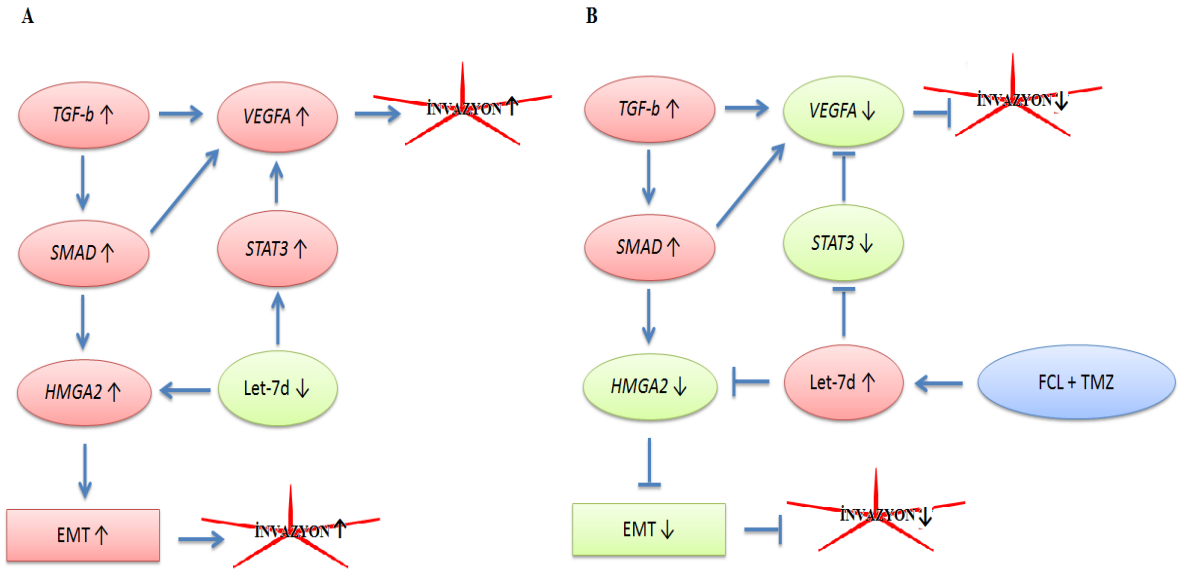 A
TGF-b ↑
VEGFA ↑
İNVAZYON ↑
SMAD ↑
STAT3 ↑
HMGA2 ↑
Let-7d ↓
EMT ↑
İNVAZYON ↑
B
TGF-b ↑
VEGFA ↓
İNVAZYON ↓
SMAD ↑
STAT3 ↓
HMGA2 ↓
Let-7d ↑
FCL + TMZ
EMT ↓
İNVAZYON ↓